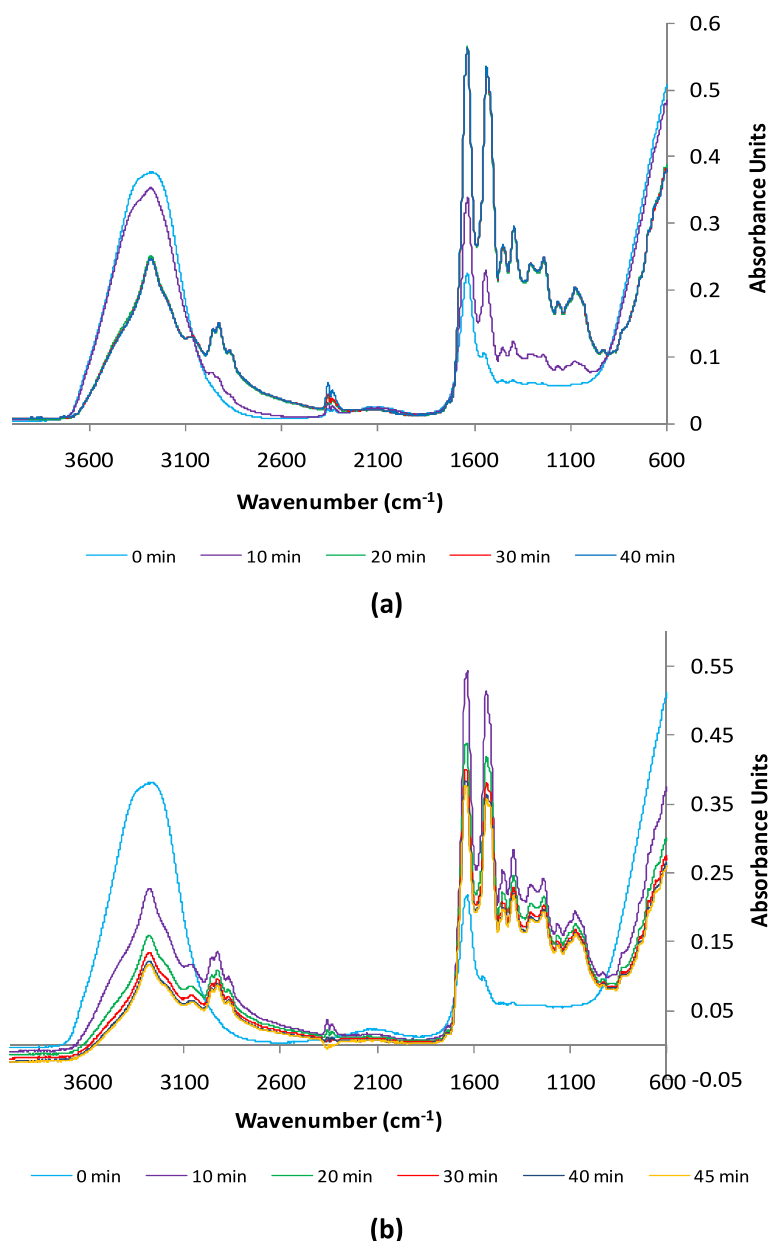 0.6
0.5
0.4
0.3
0.2
0.1
0
Absorbance Units
3600 3100 2600 2100 1600 1100 600
Wavenumber (cm-1)
0 min 10 min 20 min 30 min 40 min
(a)
0.55
0.45
0.35
0.25
0.15
0.05
-0.05
Absorbance Units
3600 3100 2600 2100 1600 1100 600
Wavenumber (cm-1)
0 min 10 min 20 min 30 min 40 min 45 min
(b)